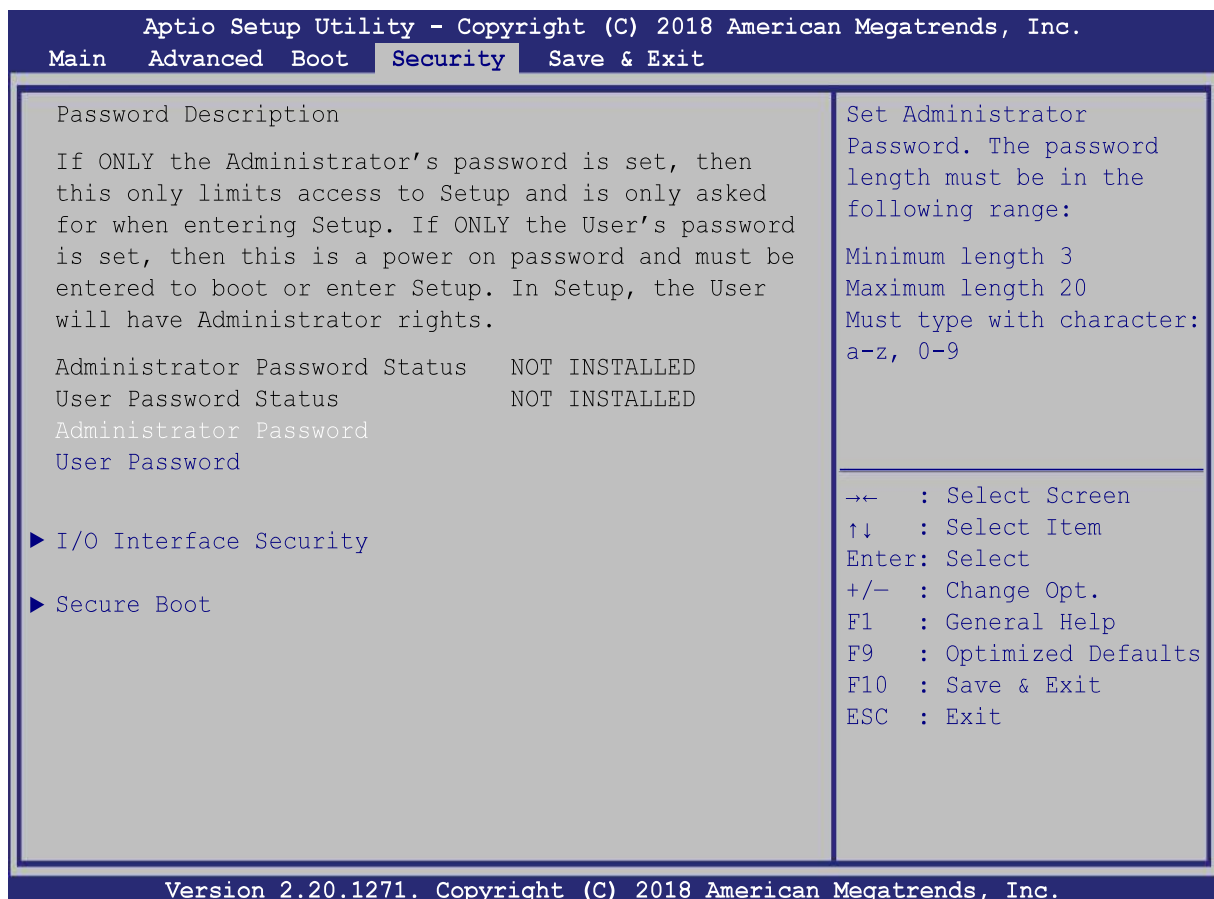 Aptio Setup Utility – Copyright (C) 2018 American Megatrends, Inc.
Main Advanced Boot Security Save & Exit
Password Description
If ONLY the Administrator’s password is set, then
this only limits access to Setup and is only asked
for when entering Setup. If ONLY the User’s password
is set, then this is a power on password and must be
entered to boot or enter Setup. In Setup, the User
will have Administrator rights.
Administrator Password Status NOT INSTALLED
User Password Status NOT INSTALLED
Administrator Password
User Password
▶ I/O Interface Security
▶ Secure Boot
Set Administrator
Password. The password
length must be in the
following range:
Minimum length 3
Maximum length 20
Must type with character:
a-z, 0-9
→← : Select Screen
↑↓ : Select Item
Enter: Select
+/— : Change Opt.
F1 : General Help
F9 : Optimized Defaults
F10 : Save & Exit
ESC : Exit
Version 2.20.1271. Copyright (C) 2018 American Megatrends, Inc.